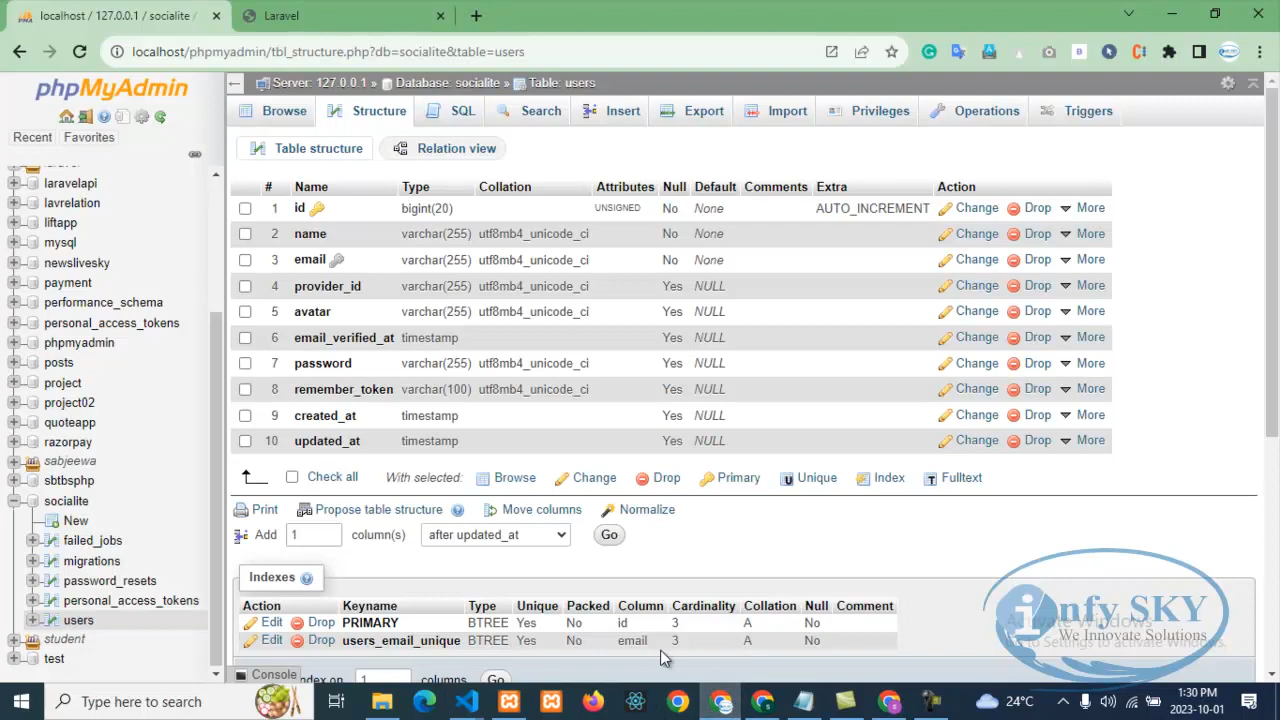 localhost / 127.0.0.1 / socialite /
Laravel
localhost/phpmyadmin/tbl_structure.php?db=socialite&table=users
phpMyAdmin
Recent Favorites
laravelapi
lavrelation
liftapp
mysql
newslivesky
payment
performance_schema
personal_access_tokens
phpmyadmin
posts
project
project02
quoteapp
razorpay
sabjeewa
sbtbsphp
socialite
New
failed_jobs
migrations
password_resets
personal_access_tokens
users
student
test
Server: 127.0.0.1 » Database: socialite » Table: users
Browse Structure SQL Search Insert Export Import Privileges Operations Triggers
Table structure Relation view
# Name Type Collation Attributes Null Default Comments Extra Action
1 id bigint(20) UNSIGNED No None AUTO_INCREMENT Change Drop More
2 name varchar(255) utf8mb4_unicode_ci No None Change Drop More
3 email varchar(255) utf8mb4_unicode_ci No None Change Drop More
4 provider_id varchar(255) utf8mb4_unicode_ci Yes NULL Change Drop More
5 avatar varchar(255) utf8mb4_unicode_ci Yes NULL Change Drop More
6 email_verified_at timestamp Yes NULL Change Drop More
7 password varchar(255) utf8mb4_unicode_ci Yes NULL Change Drop More
8 remember_token varchar(100) utf8mb4_unicode_ci Yes NULL Change Drop More
9 created_at timestamp Yes NULL Change Drop More
10 updated_at timestamp Yes NULL Change Drop More
Check all With selected: Browse Change Drop Primary Unique Index Fulltext
Print Propose table structure Move columns Normalize
Add 1 column(s) after updated_at Go
Indexes
Action Keyname Type Unique Packed Column Cardinality Collation Null Comment
Edit Drop PRIMARY BTREE Yes No id 3 A No
Edit Drop users_email_unique BTREE Yes No email 3 A No
Console
index on 1 columns Go
infy SKY
We Innovate Solutions
Activate Windows
Go to Settings to activate Windows.
Type here to search
24°C
1:30 PM
2023-10-01